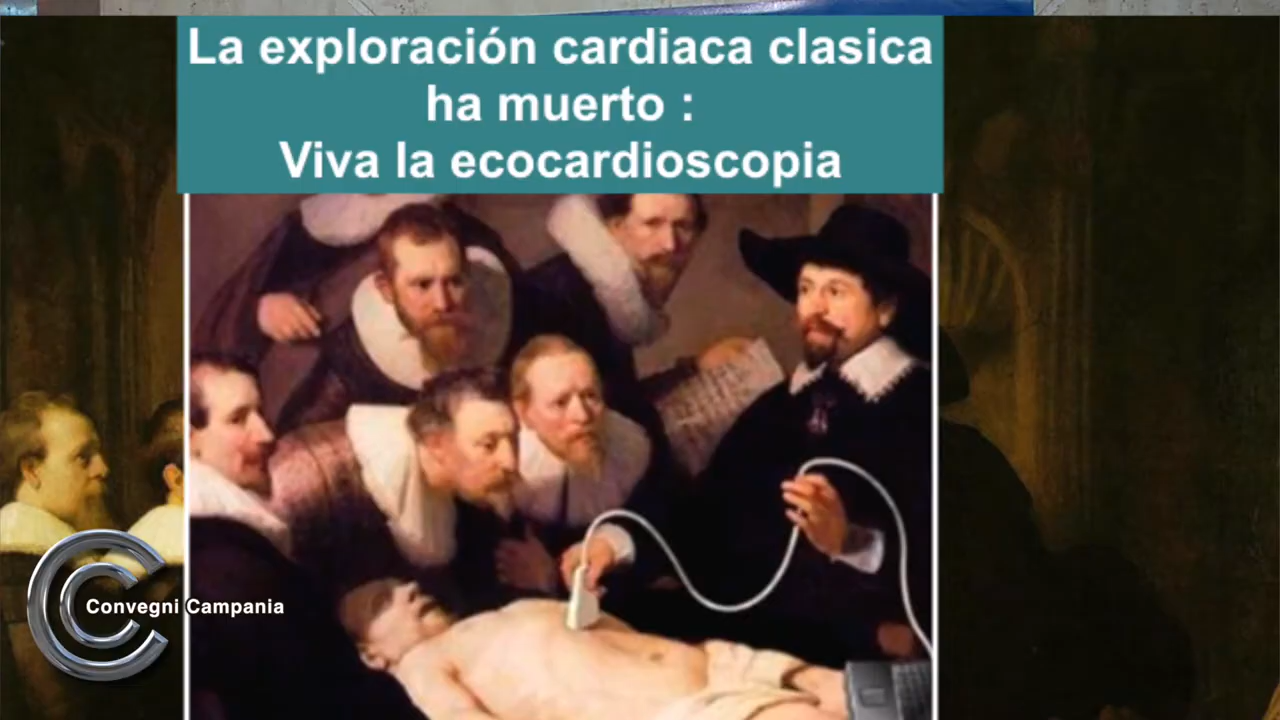 La exploración cardiaca clasica
ha muerto :
Viva la ecocardioscopia
Convegni Campania